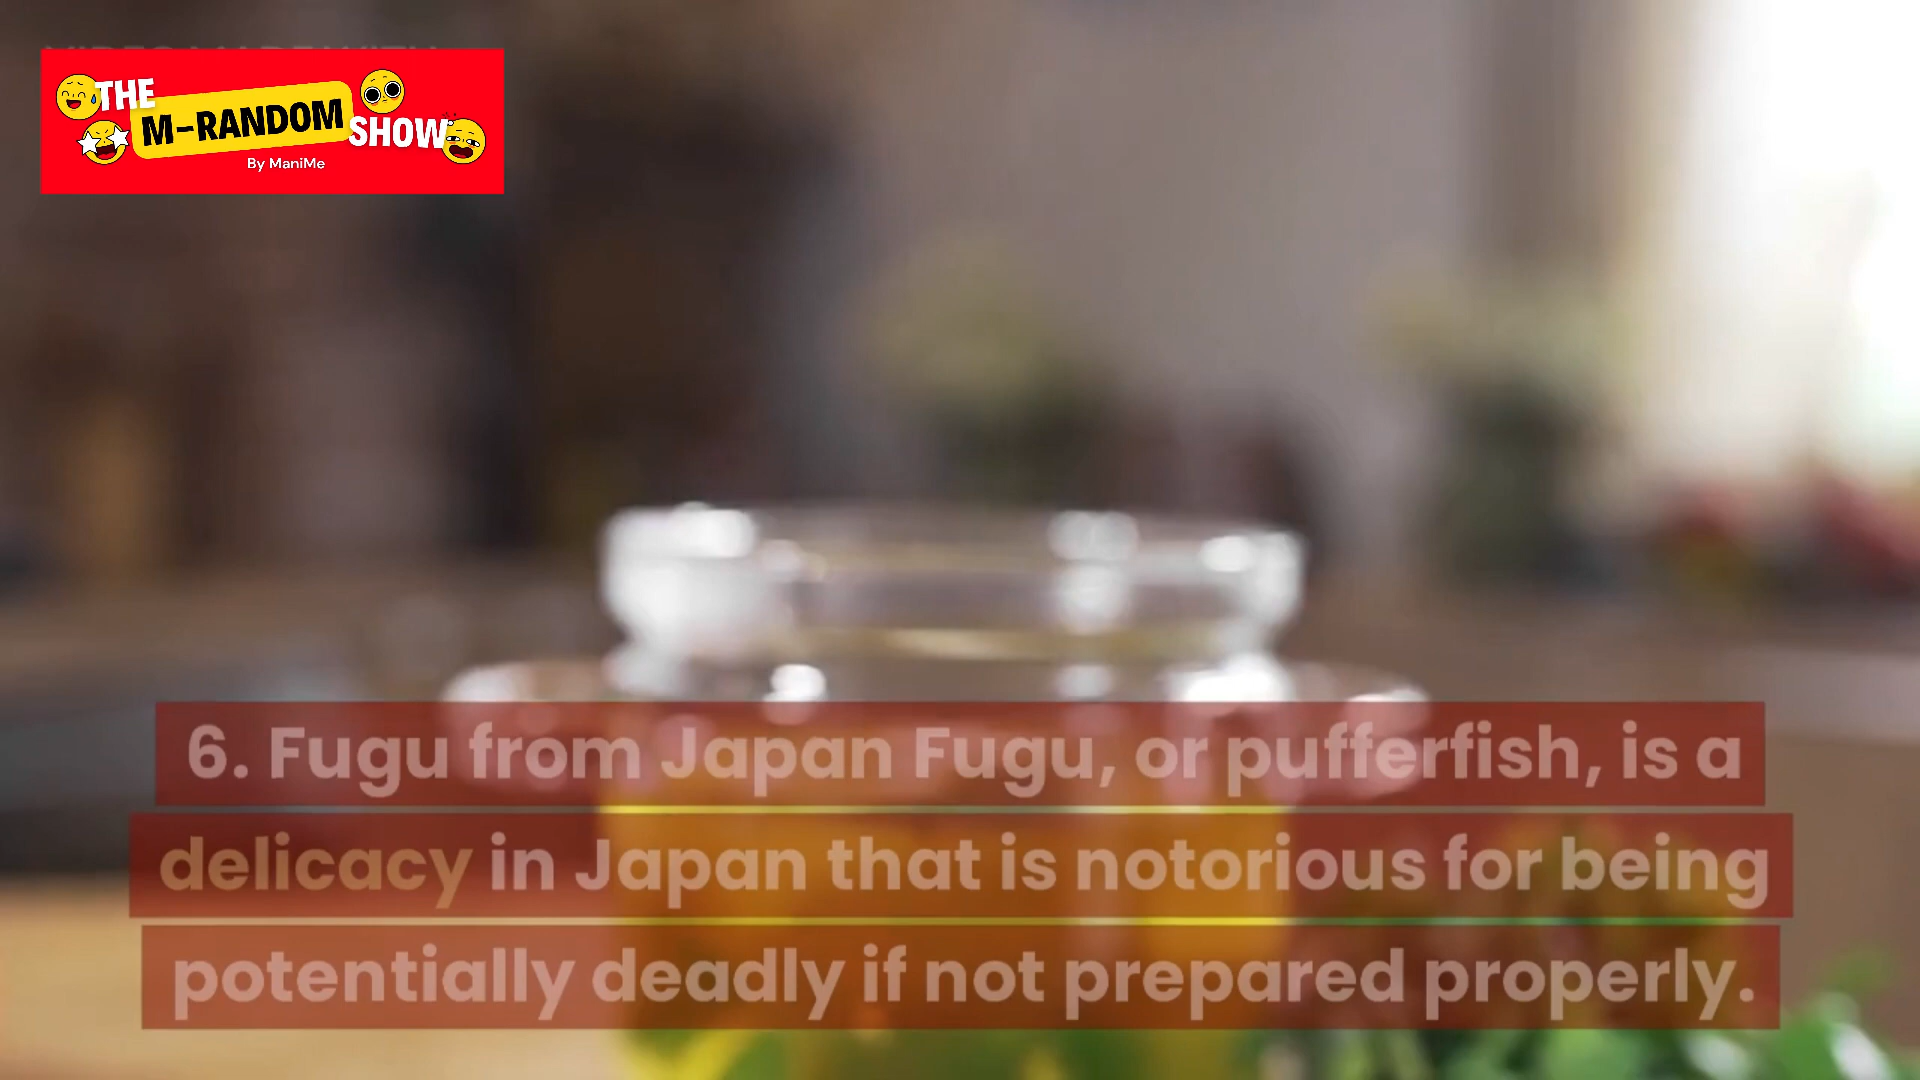 THE
M-RANDOM
SHOW
By ManiMe
6. Fugu from Japan Fugu, or pufferfish, is a
delicacy in Japan that is notorious for being
potentially deadly if not prepared properly.